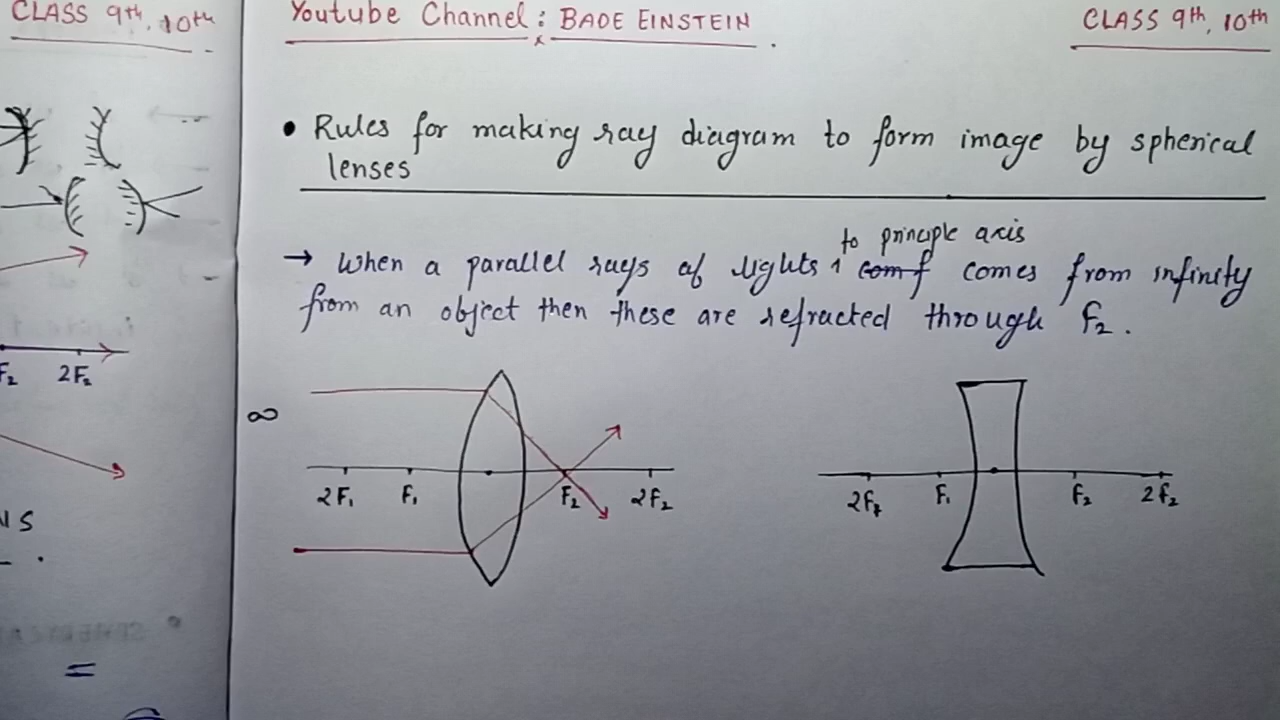 CLASS 9th, 10th
F2 2F2
NS
=
Youtube Channel : BADE EINSTEIN
CLASS 9th, 10th
• Rules for making ray diagram to form image by spherical
lenses
to principle axis
→ When a parallel rays of lights comes from infinity
from an object then these are refracted through F2.
∞
2F1 F1 F2 2F2
F1 F2 2F2